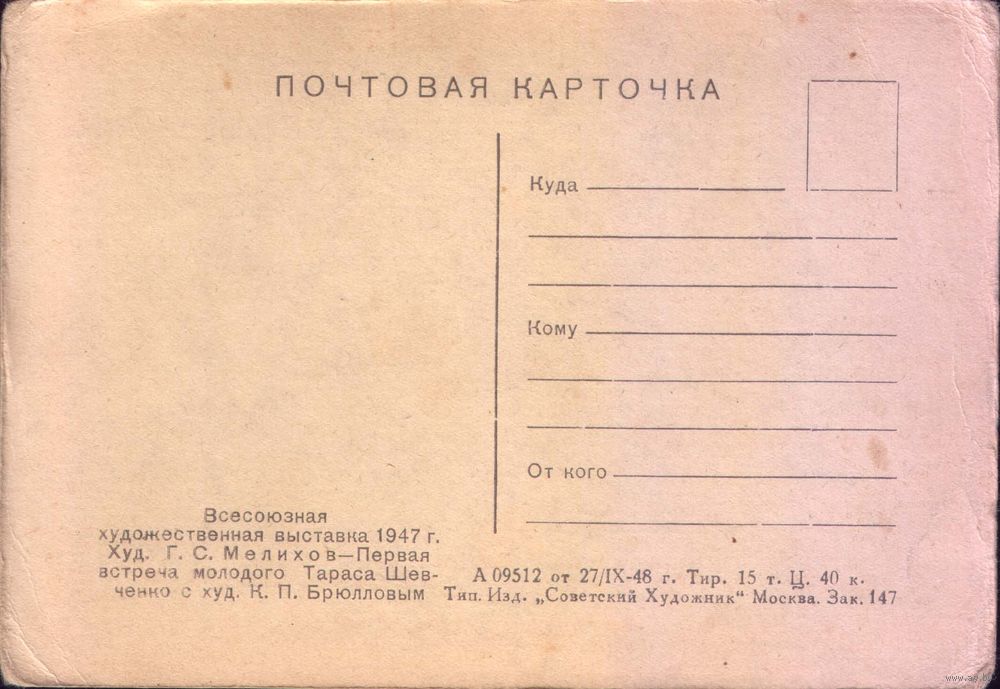 ПОЧТОВАЯ КАРТОЧКА
Куда
Кому
От кого
Всесоюзная
художественная выставка 1947 г.
Худ. Г. С. Мелихов—Первая
встреча молодого Тараса Шев-
ченко с худ. К. П. Брюлловым
А 09512 от 27/IX-48 г. Тир. 15 т. Ц. 40 к.
Тип. Изд. „Советский Художник“ Москва. Зак. 147